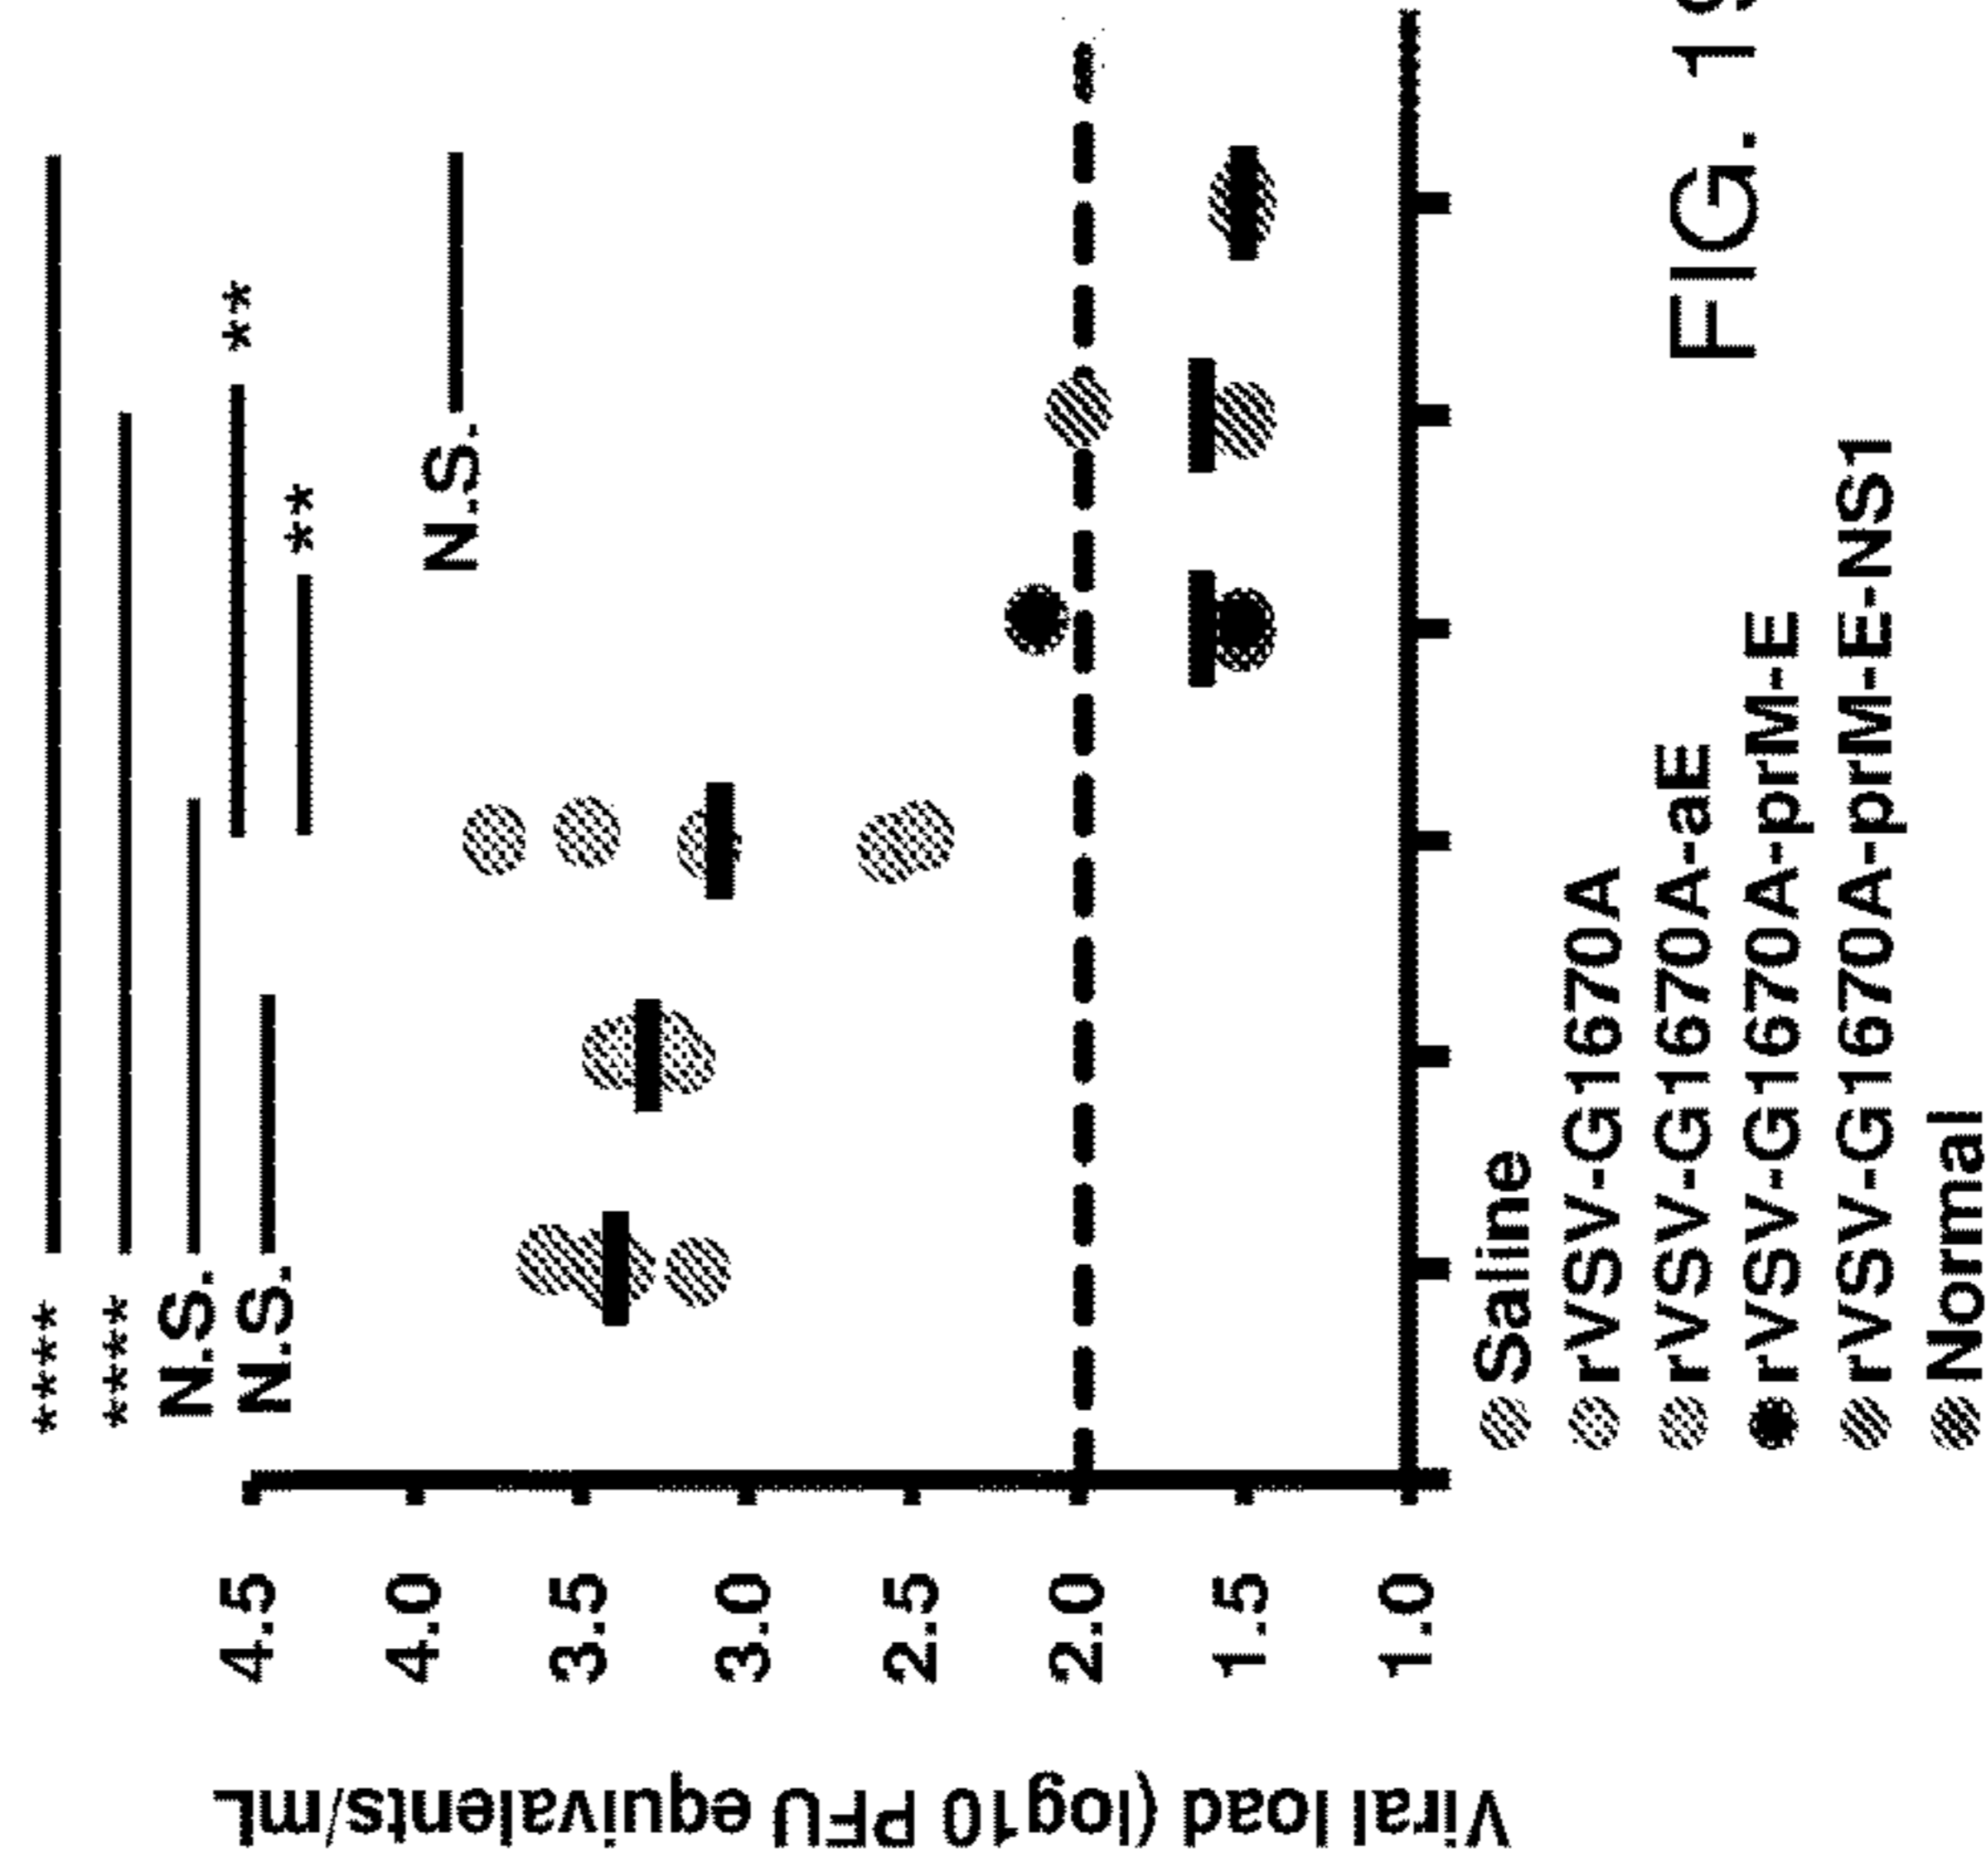 ****
****
N.S.
N.S.
**
**
N.S.
4.5
4.0
3.5
3.0
2.5
2.0
1.5
1.0
Viral load (log10 PFU equivalents/mL
Saline
rVSV-G1670A
rVSV-G1670A-aE
rVSV-G1670A-prM-E
rVSV-G1670A-prM-E-NS1
Normal
FIG. 19